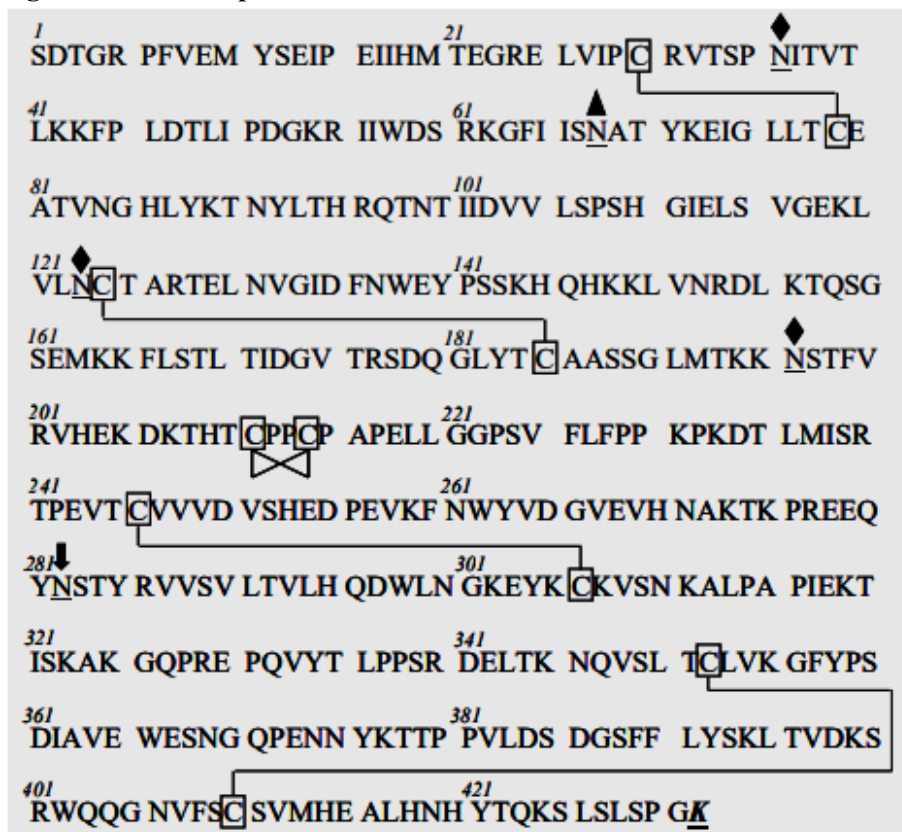 1 21
SDTGR PFVEM YSEIP EIIHM TEGRE LVIPC RVTSP NITVT
41 61
LKKFP LDTLI PDGKR IIWDS RKGFI ISNAT YKEIG LLTCE
81 101
ATVNG HLYKT NYLTH RQTNT IIDVV LSPSH GIELS VGEKL
121 141
VLNC T ARTEL NVGID FNWEY PSSKH QHKKL VNRDL KTQSG
161 181
SEMKK FLSTL TIDGV TRSDQ GLYTC AASSG LMTKK NSTFV
201 221
RVHEK DKTHT CPPCP APELL GGPSV FLFPP KPKDT LMISR
241 261
TPEVT CVVVD VSHED PEVKF NWYVD GVEVH NAKTK PREEQ
281 301
YNSTY RVVSV LTVLH QDWLN GKEYK CKVSN KALPA PIEKT
321 341
ISKAK GQPRE PQVYT LPPSR DELTK NQVSL TCLVK GFYPS
361 381
DIAVE WESNG QPENN YKTTP PVLDS DGSFF LYSKL TVDKS
401 421
RWQQG NVFSC SVMHE ALHNH YTQKS LSLSP GK